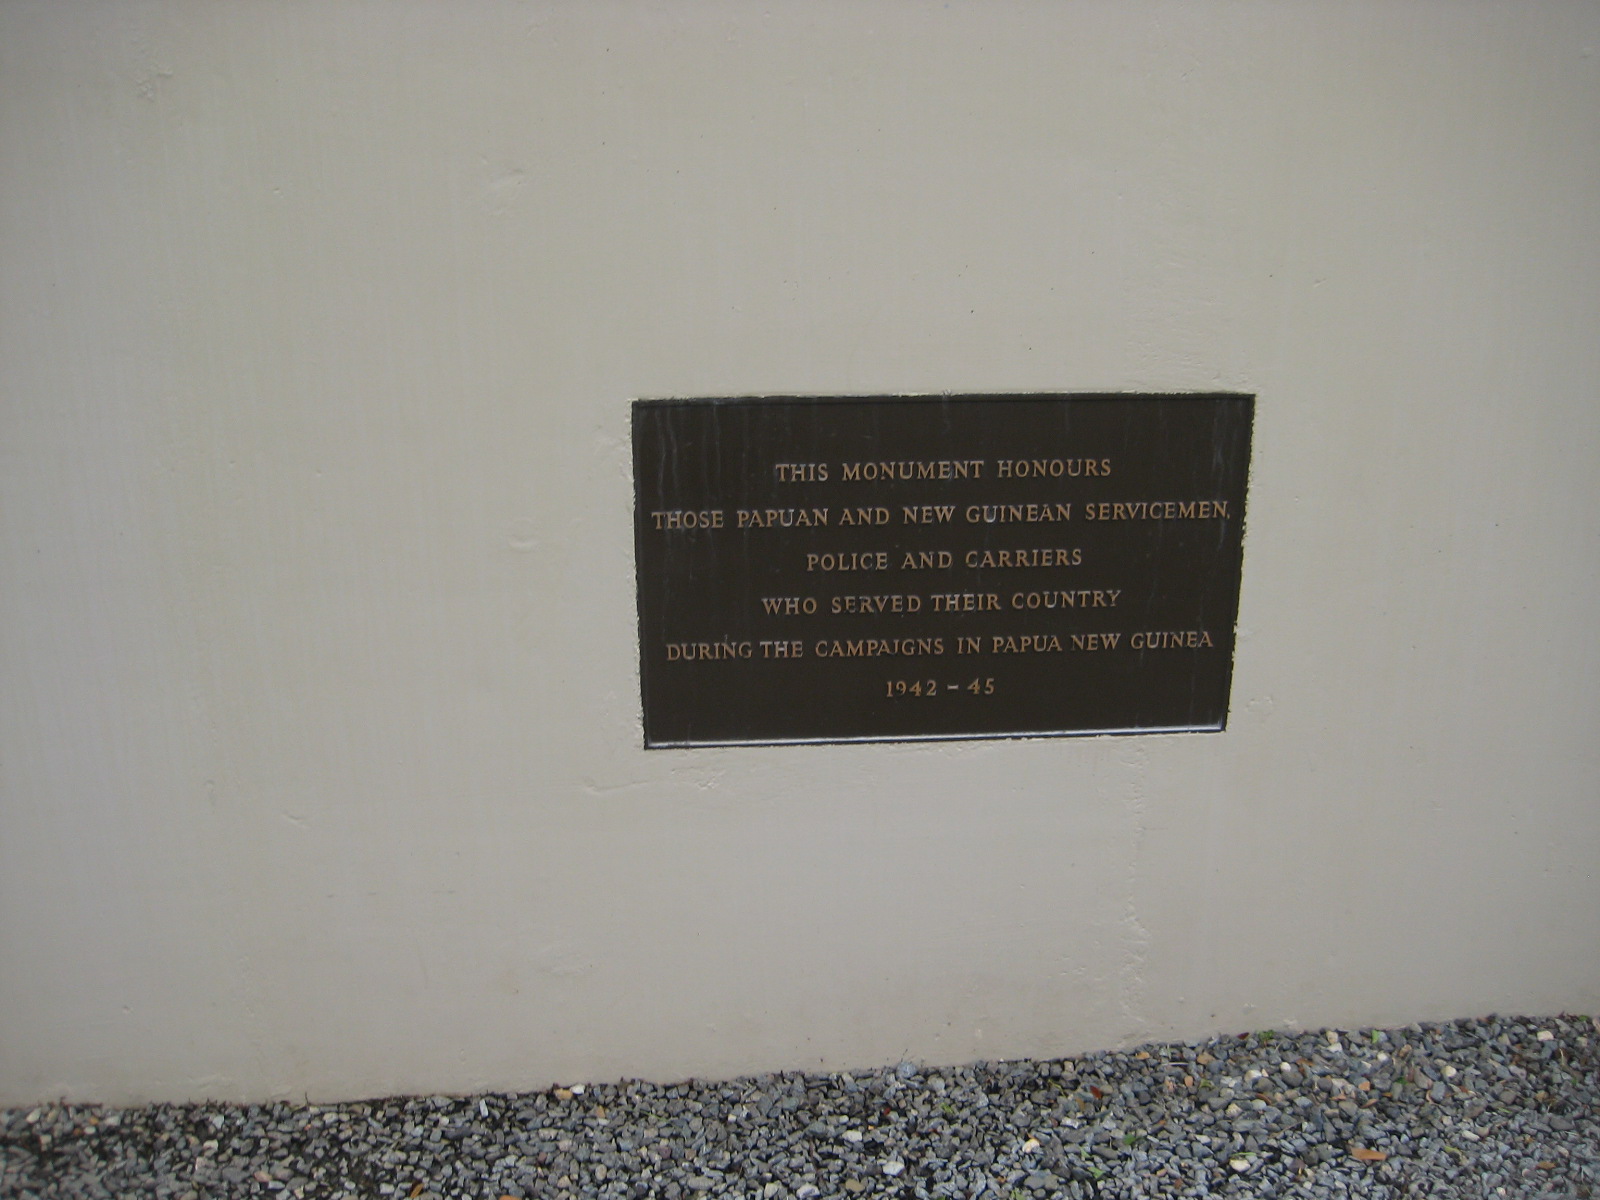 THIS MONUMENT HONOURS
THOSE PAPUAN AND NEW GUINEAN SERVICEMEN,
POLICE AND CARRIERS
WHO SERVED THEIR COUNTRY
DURING THE CAMPAIGNS IN PAPUA NEW GUINEA
1942 – 45